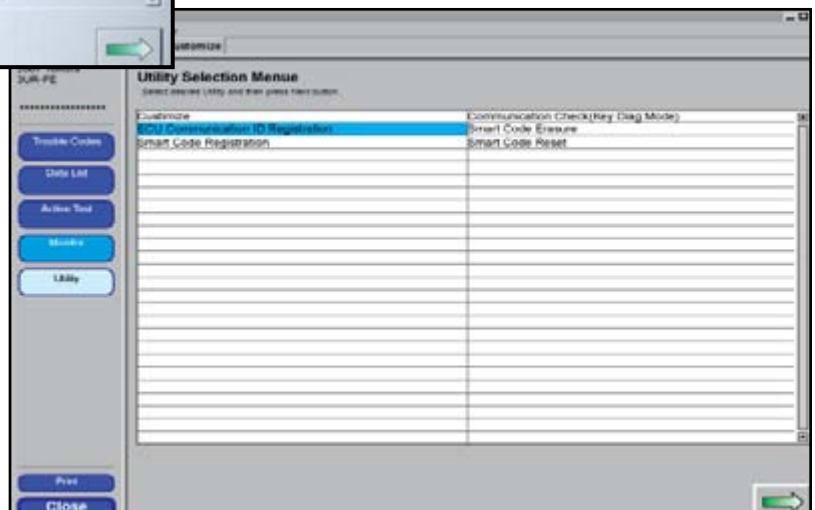 Customize
3UR-FE
Utility Selection Menue
Select desired Utility and then press Next button.
Customize
Communication Check(Key Diag Mode)
ECU Communication ID Registration
Smart Code Erasure
Smart Code Registration
Smart Code Reset
Trouble Codes
Data List
Active Test
Monitor
Utility
Print
Close